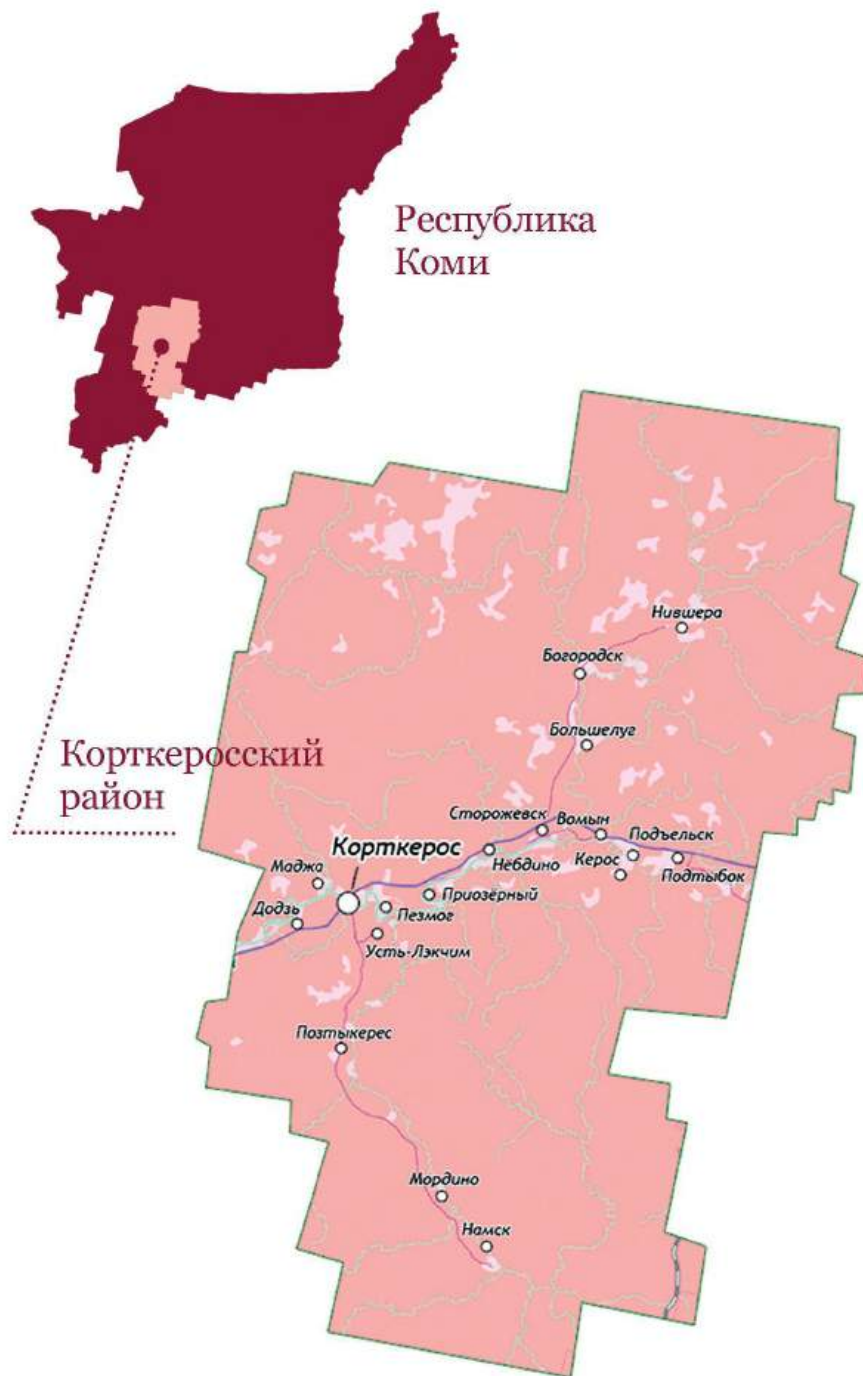 Республика
Коми
Корткеросский
район
Нившера
Богородск
Большелуг
Сторожевск
Вомын
Подъельск
Корткерос
Нёбдино
Керос
Подтыбок
Маджа
Приозёрный
Додзь
Пезмог
Усть-Лэкчим
Позтыкерес
Мордино
Намск